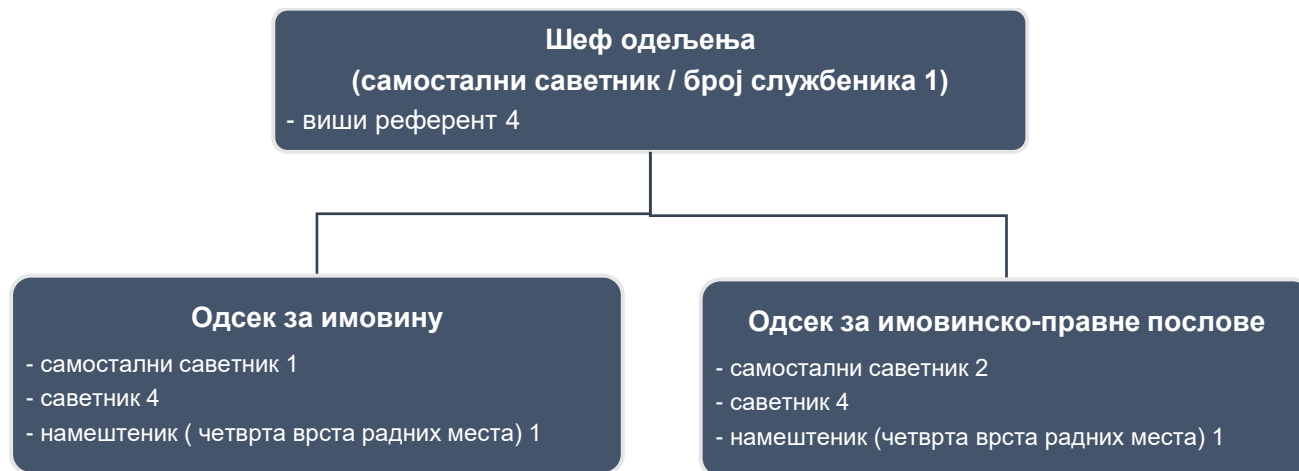 Шеф одељења
(самостални саветник / број службеника 1)
- виши референт 4
Одсек за имовину
- самостални саветник 1
- саветник 4
- намештеник ( четврта врста радних места) 1
Одсек за имовинско-правне послове
- самостални саветник 2
- саветник 4
- намештеник (четврта врста радних места) 1